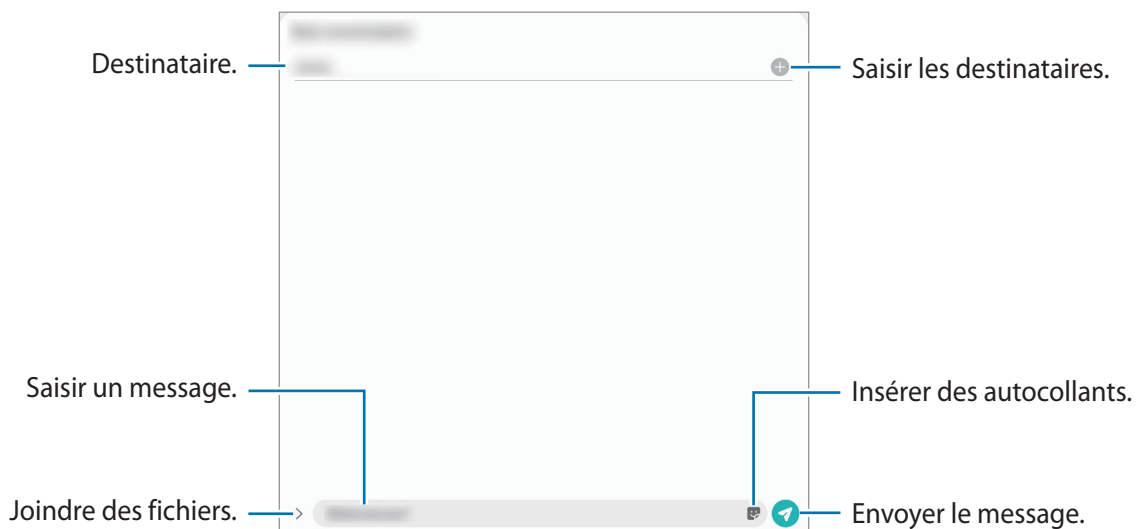 Destinataire.
Saisir les destinataires.
Saisir un message.
Insérer des autocollants.
Joindre des fichiers.
Envoyer le message.